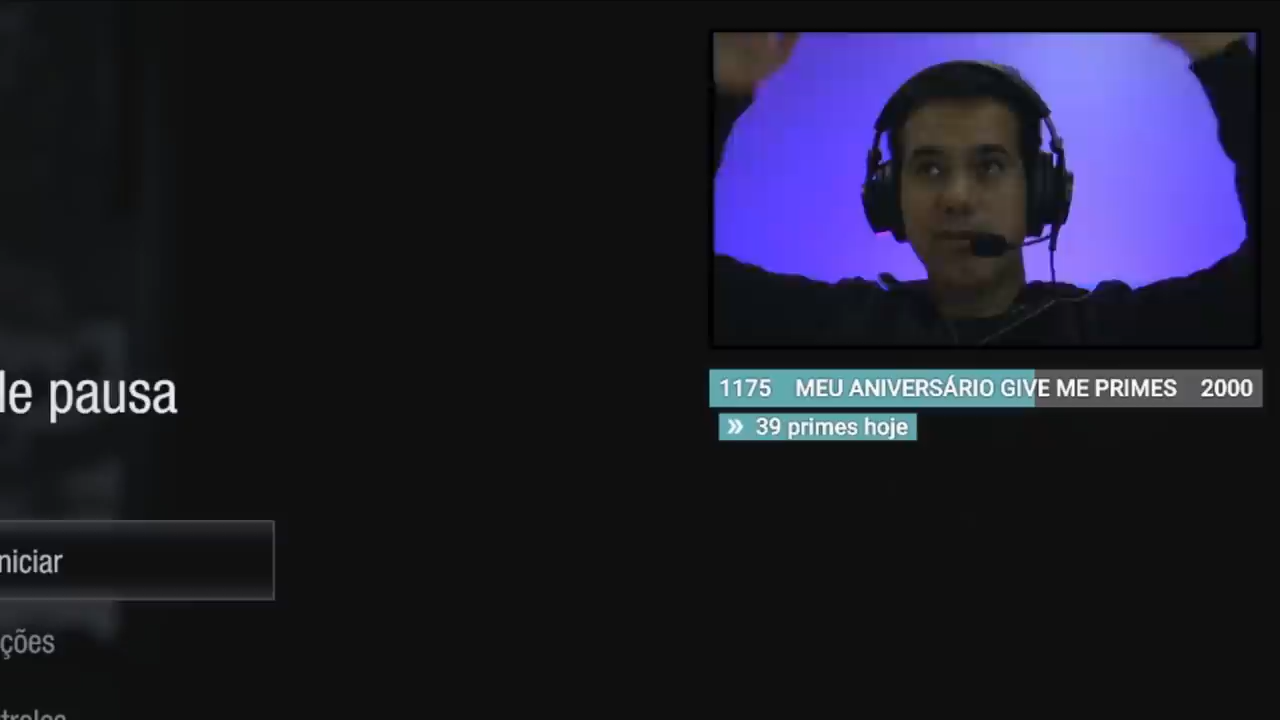 le pausa
1175 MEU ANIVERSÁRIO GIVE ME PRIMES 2000
» 39 primes hoje
niciar
ções